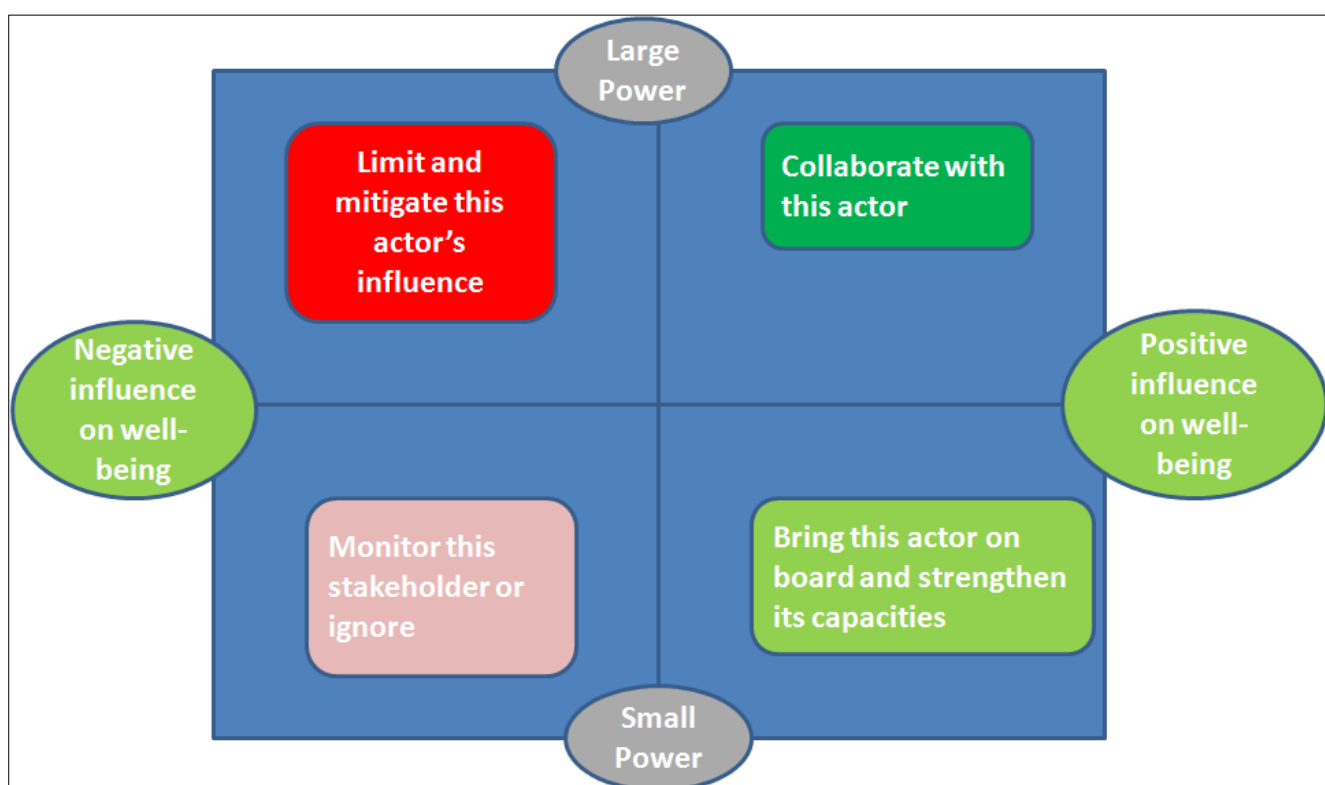 Large
Power
Limit and
mitigate this
actor’s
influence
Collaborate with
this actor
Negative
influence
on well-
being
Positive
influence
on well-
being
Monitor this
stakeholder or
ignore
Bring this actor on
board and strengthen
its capacities
Small
Power